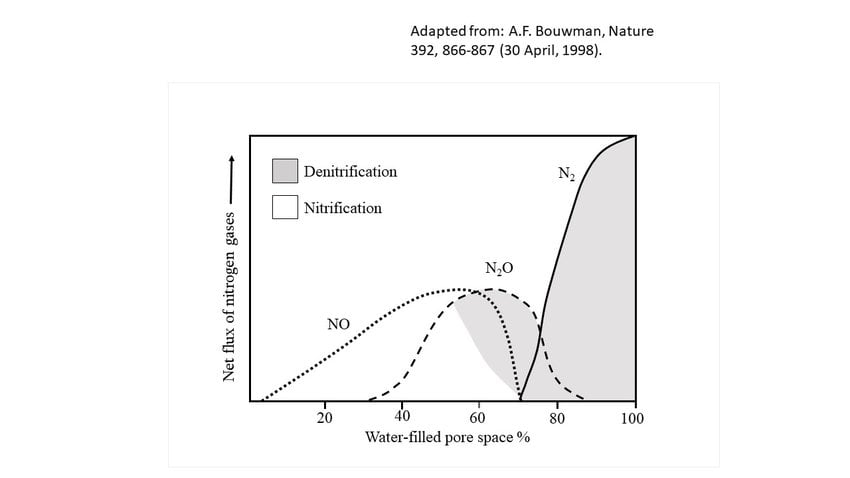 Adapted from: A.F. Bouwman, Nature
392, 866-867 (30 April, 1998).
Denitrification
Nitrification
N₂
N₂O
NO
Net flux of nitrogen gases
20 40 60 80 100
Water-filled pore space %